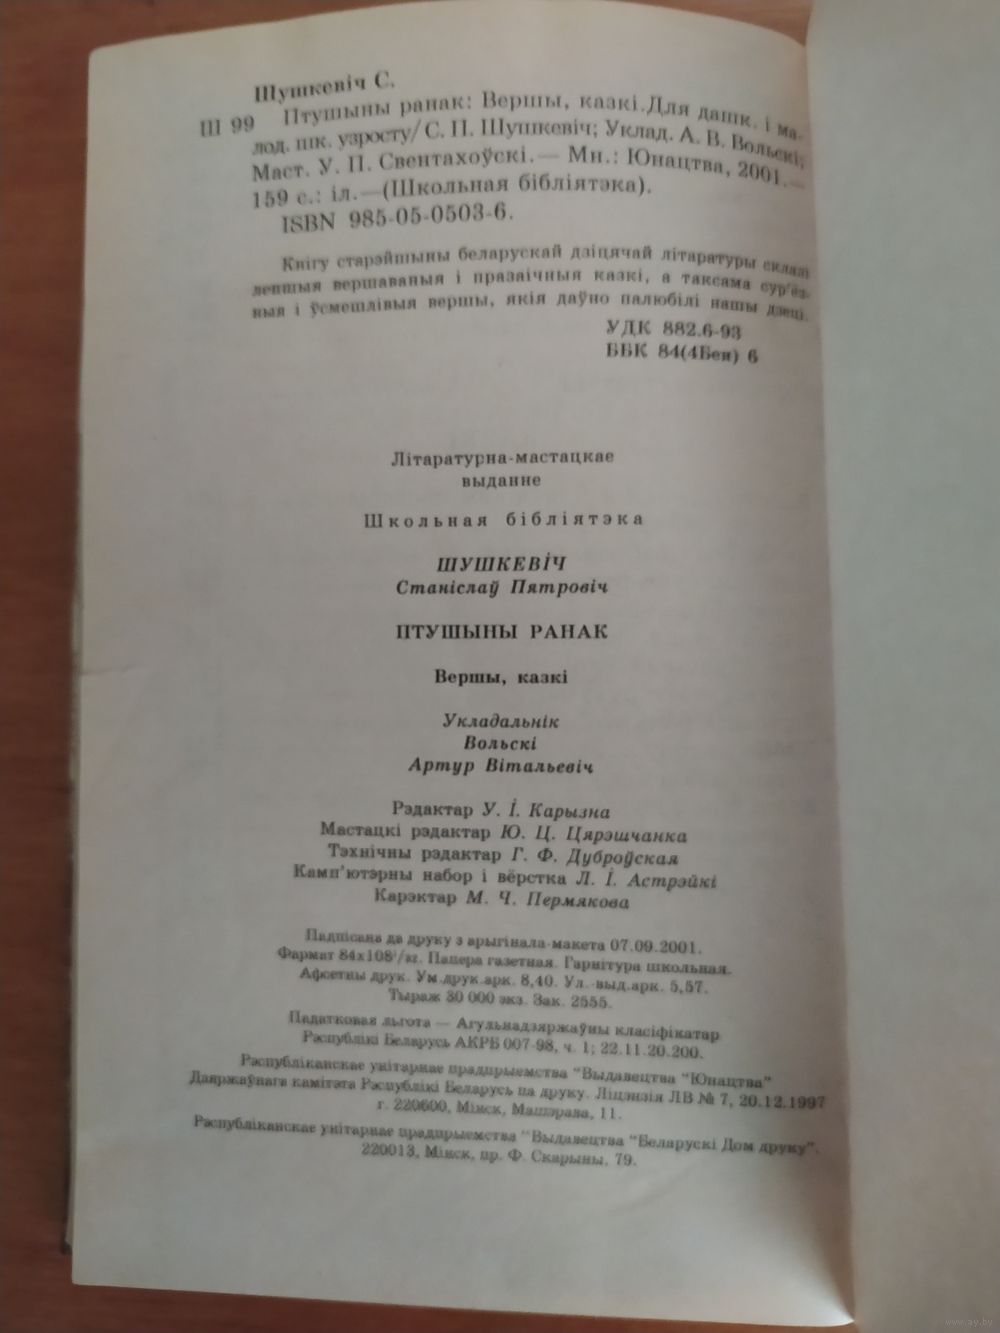 Шушкевіч С.
Ш 99 Птушыны ранак: Вершы, казкі.Для дашк. і ма-
лод. шк. узросту/С. П. Шушкевіч; Уклад. А. В. Вольскі;
Маст. У. П. Свентахоўскі.— Мн.: Юнацтва, 2001.—
159 с.: іл.—(Школьная бібліятэка).
ISBN 985-05-0503-6.
Кнігу старэйшыны беларускай дзіцячай літаратуры склалі
лепшыя вершаваныя і празаічныя казкі, а таксама сур'ёз-
ныя і ўсмешлівыя вершы, якія даўно палюбілі нашы дзеці.
УДК 882.6-93
ББК 84(4Беи) 6
Літаратурна-мастацкае
выданне
Школьная бібліятэка
ШУШКЕВІЧ
Станіслаў Пятровіч
ПТУШЫНЫ РАНАК
Вершы, казкі
Укладальнік
Вольскі
Артур Вітальевіч
Рэдактар У. І. Карызна
Мастацкі рэдактар Ю. Ц. Цярэшчанка
Тэхнічны рэдактар Г. Ф. Дуброўская
Камп'ютэрны набор і вёрстка Л. І. Астрэйкі
Карэктар М. Ч. Пермякова
Падпісана да друку з арыгінала-макета 07.09.2001.
Фармат 84х108¹/₃₂. Папера газетная. Гарнітура школьная.
Афсетны друк. Ум.друк.арк. 8,40. Ул.-выд.арк. 5,57.
Тыраж 30 000 экз. Зак. 2555.
Падатковая льгота — Агульнадзяржаўны класіфікатар
Рэспублікі Беларусь АКРБ 007-98, ч. 1; 22.11.20.200.
Рэспубліканскае унітарнае прадпрыемства "Выдавецтва "Юнацтва"
Дзяржаўнага камітэта Рэспублікі Беларусь па друку. Ліцэнзія ЛВ № 7, 20.12.1997
г. 220600, Мінск, Машэрава, 11.
Рэспубліканскае унітарнае прадпрыемства "Выдавецтва "Беларускі Дом друку".
220013, Мінск, пр. Ф. Скарыны, 79.
www.ay.by